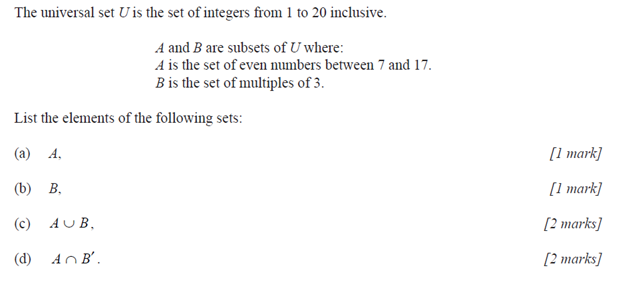 The universal set U is the set of integers from 1 to 20 inclusive.
A and B are subsets of U where:
A is the set of even numbers between 7 and 17.
B is the set of multiples of 3.
List the elements of the following sets:
(a) A, [1 mark]
(b) B, [1 mark]
(c) A ∪ B, [2 marks]
(d) A ∩ B′. [2 marks]